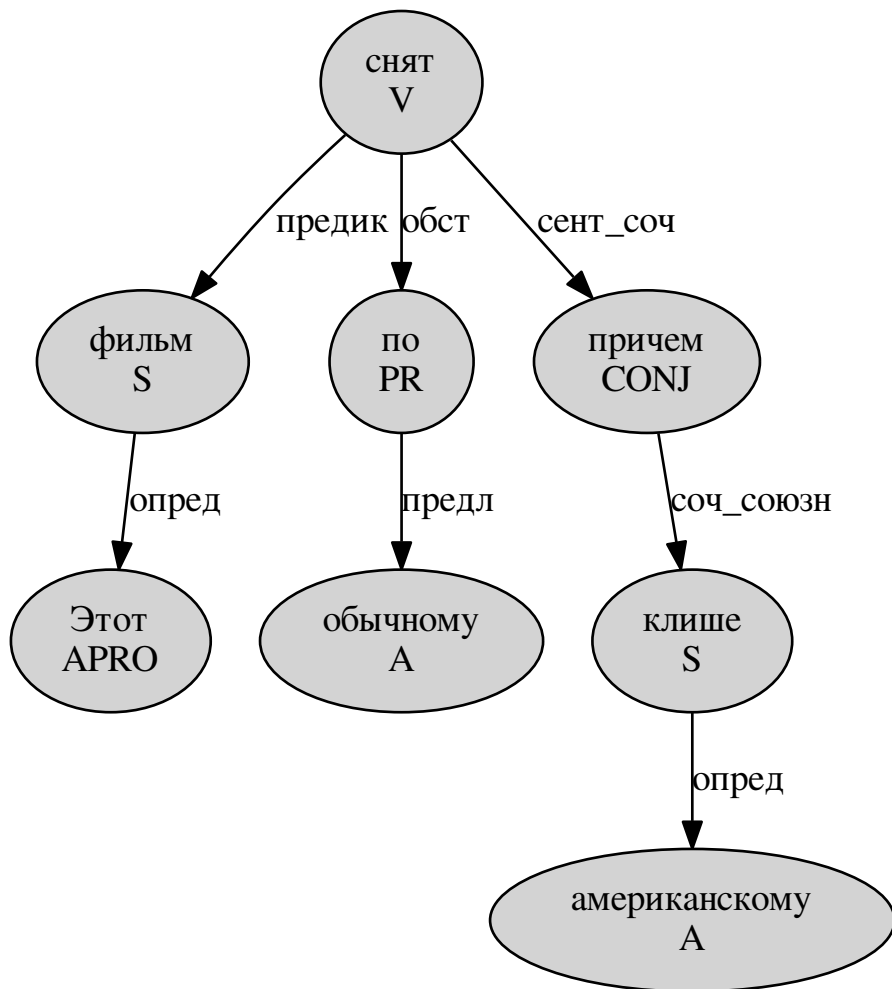 снят
V
предик обст сент_соч
фильм
S
по
PR
причем
CONJ
опред предл соч_союзн
Этот
APRO
обычному
A
клише
S
опред
американскому
A